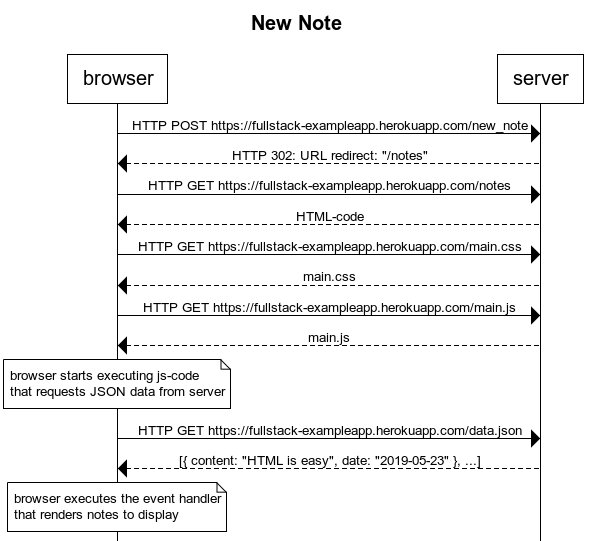 New Note
browser
server
HTTP POST https://fullstack-exampleapp.herokuapp.com/new_note
HTTP 302: URL redirect: "/notes"
HTTP GET https://fullstack-exampleapp.herokuapp.com/notes
HTML-code
HTTP GET https://fullstack-exampleapp.herokuapp.com/main.css
main.css
HTTP GET https://fullstack-exampleapp.herokuapp.com/main.js
main.js
browser starts executing js-code
that requests JSON data from server
HTTP GET https://fullstack-exampleapp.herokuapp.com/data.json
[{ content: "HTML is easy", date: "2019-05-23" }, ...]
browser executes the event handler
that renders notes to display